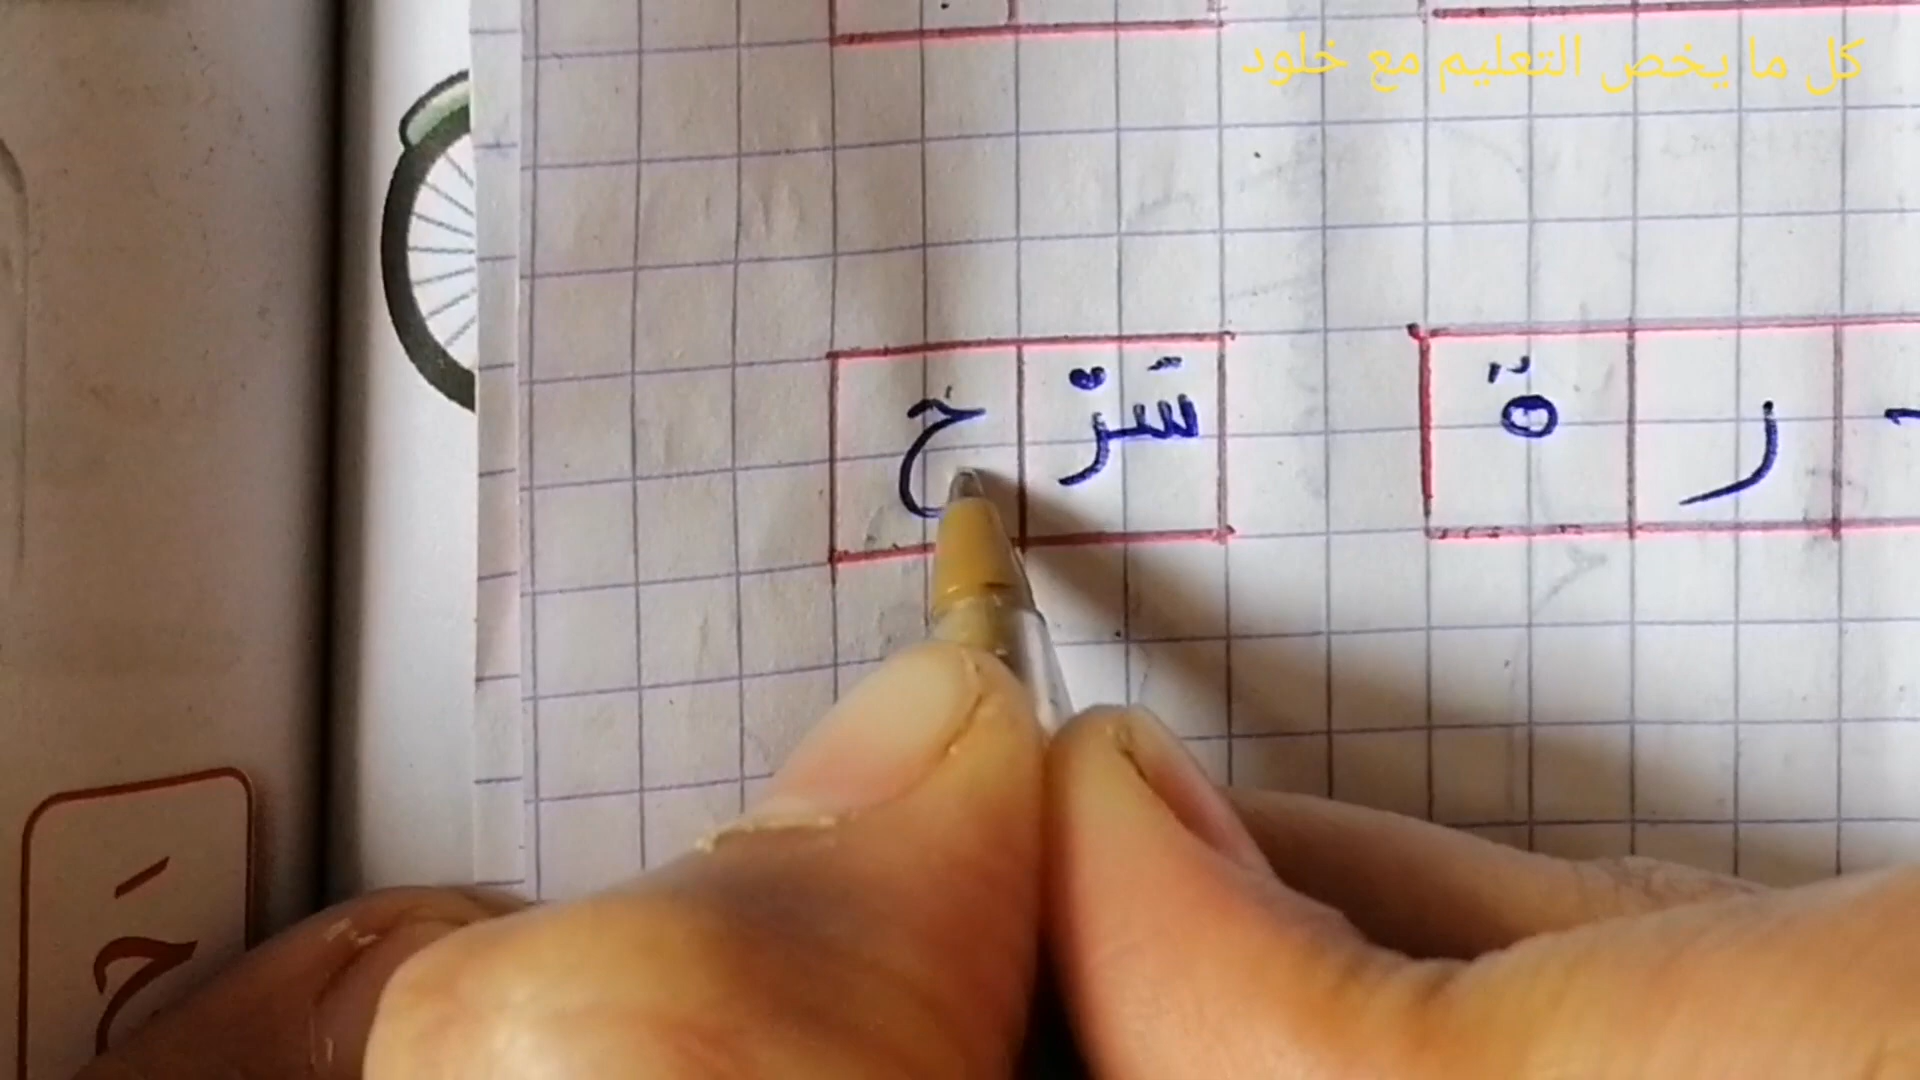 كل ما يخص التعليم مع خلود
ر ةَ
سَرّ حَ
حَ